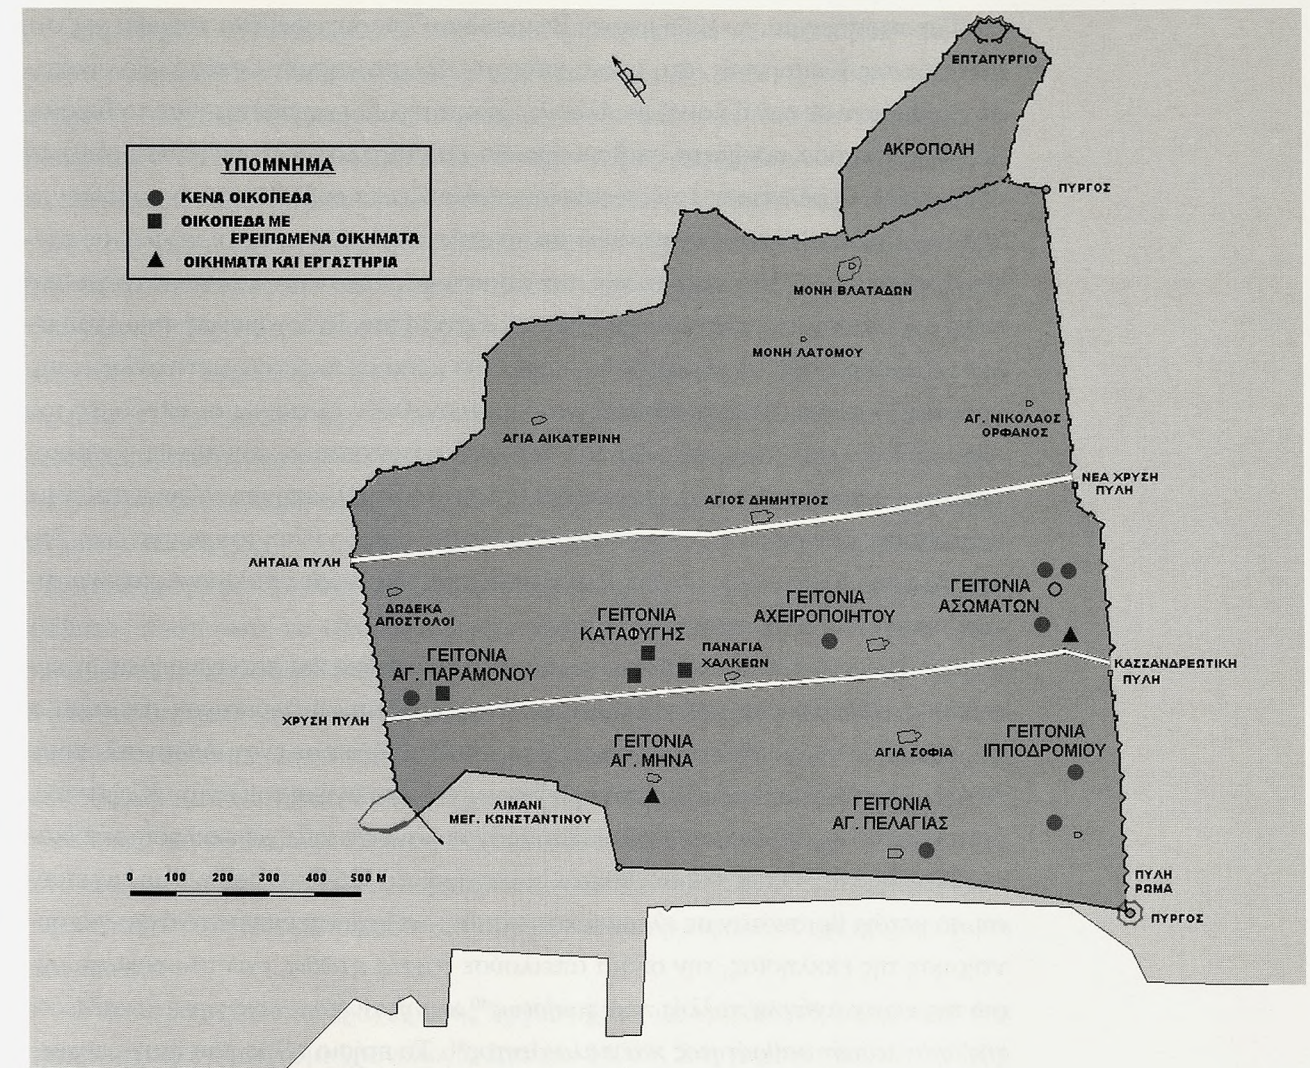 ΕΠΤΑΠΥΡΓΙΟ
ΑΚΡΟΠΟΛΗ
ΥΠΟΜΝΗΜΑ
ΚΕΝΑ ΟΙΚΟΠΕΔΑ
ΟΙΚΟΠΕΔΑ ΜΕ
ΕΡΕΙΠΩΜΕΝΑ ΟΙΚΗΜΑΤΑ
ΟΙΚΗΜΑΤΑ ΚΑΙ ΕΡΓΑΣΤΗΡΙΑ
ΠΥΡΓΟΣ
ΜΟΝΗ ΒΛΑΤΑΔΩΝ
ΜΟΝΗ ΛΑΤΟΜΟΥ
ΑΓ. ΝΙΚΟΛΑΟΣ
ΟΡΦΑΝΟΣ
ΑΓΙΑ ΑΙΚΑΤΕΡΙΝΗ
ΝΕΑ ΧΡΥΣΗ
ΠΥΛΗ
ΑΓΙΟΣ ΔΗΜΗΤΡΙΟΣ
ΛΗΤΑΙΑ ΠΥΛΗ
ΔΩΔΕΚΑ
ΑΠΟΣΤΟΛΟΙ
ΓΕΙΤΟΝΙΑ
ΚΑΤΑΦΥΓΗΣ
ΓΕΙΤΟΝΙΑ
ΑΧΕΙΡΟΠΟΙΗΤΟΥ
ΓΕΙΤΟΝΙΑ
ΑΣΩΜΑΤΩΝ
ΓΕΙΤΟΝΙΑ
ΑΓ. ΠΑΡΑΜΟΝΟΥ
ΠΑΝΑΓΙΑ
ΧΑΛΚΕΩΝ
ΚΑΣΣΑΝΔΡΕΩΤΙΚΗ
ΠΥΛΗ
ΧΡΥΣΗ ΠΥΛΗ
ΓΕΙΤΟΝΙΑ
ΑΓ. ΜΗΝΑ
ΑΓΙΑ ΣΟΦΙΑ
ΓΕΙΤΟΝΙΑ
ΙΠΠΟΔΡΟΜΙΟΥ
ΛΙΜΑΝΙ
ΜΕΓ. ΚΩΝΣΤΑΝΤΙΝΟΥ
ΓΕΙΤΟΝΙΑ
ΑΓ. ΠΕΛΑΓΙΑΣ
0 100 200 300 400 500 Μ
ΠΥΛΗ
ΡΩΜΑ
ΠΥΡΓΟΣ